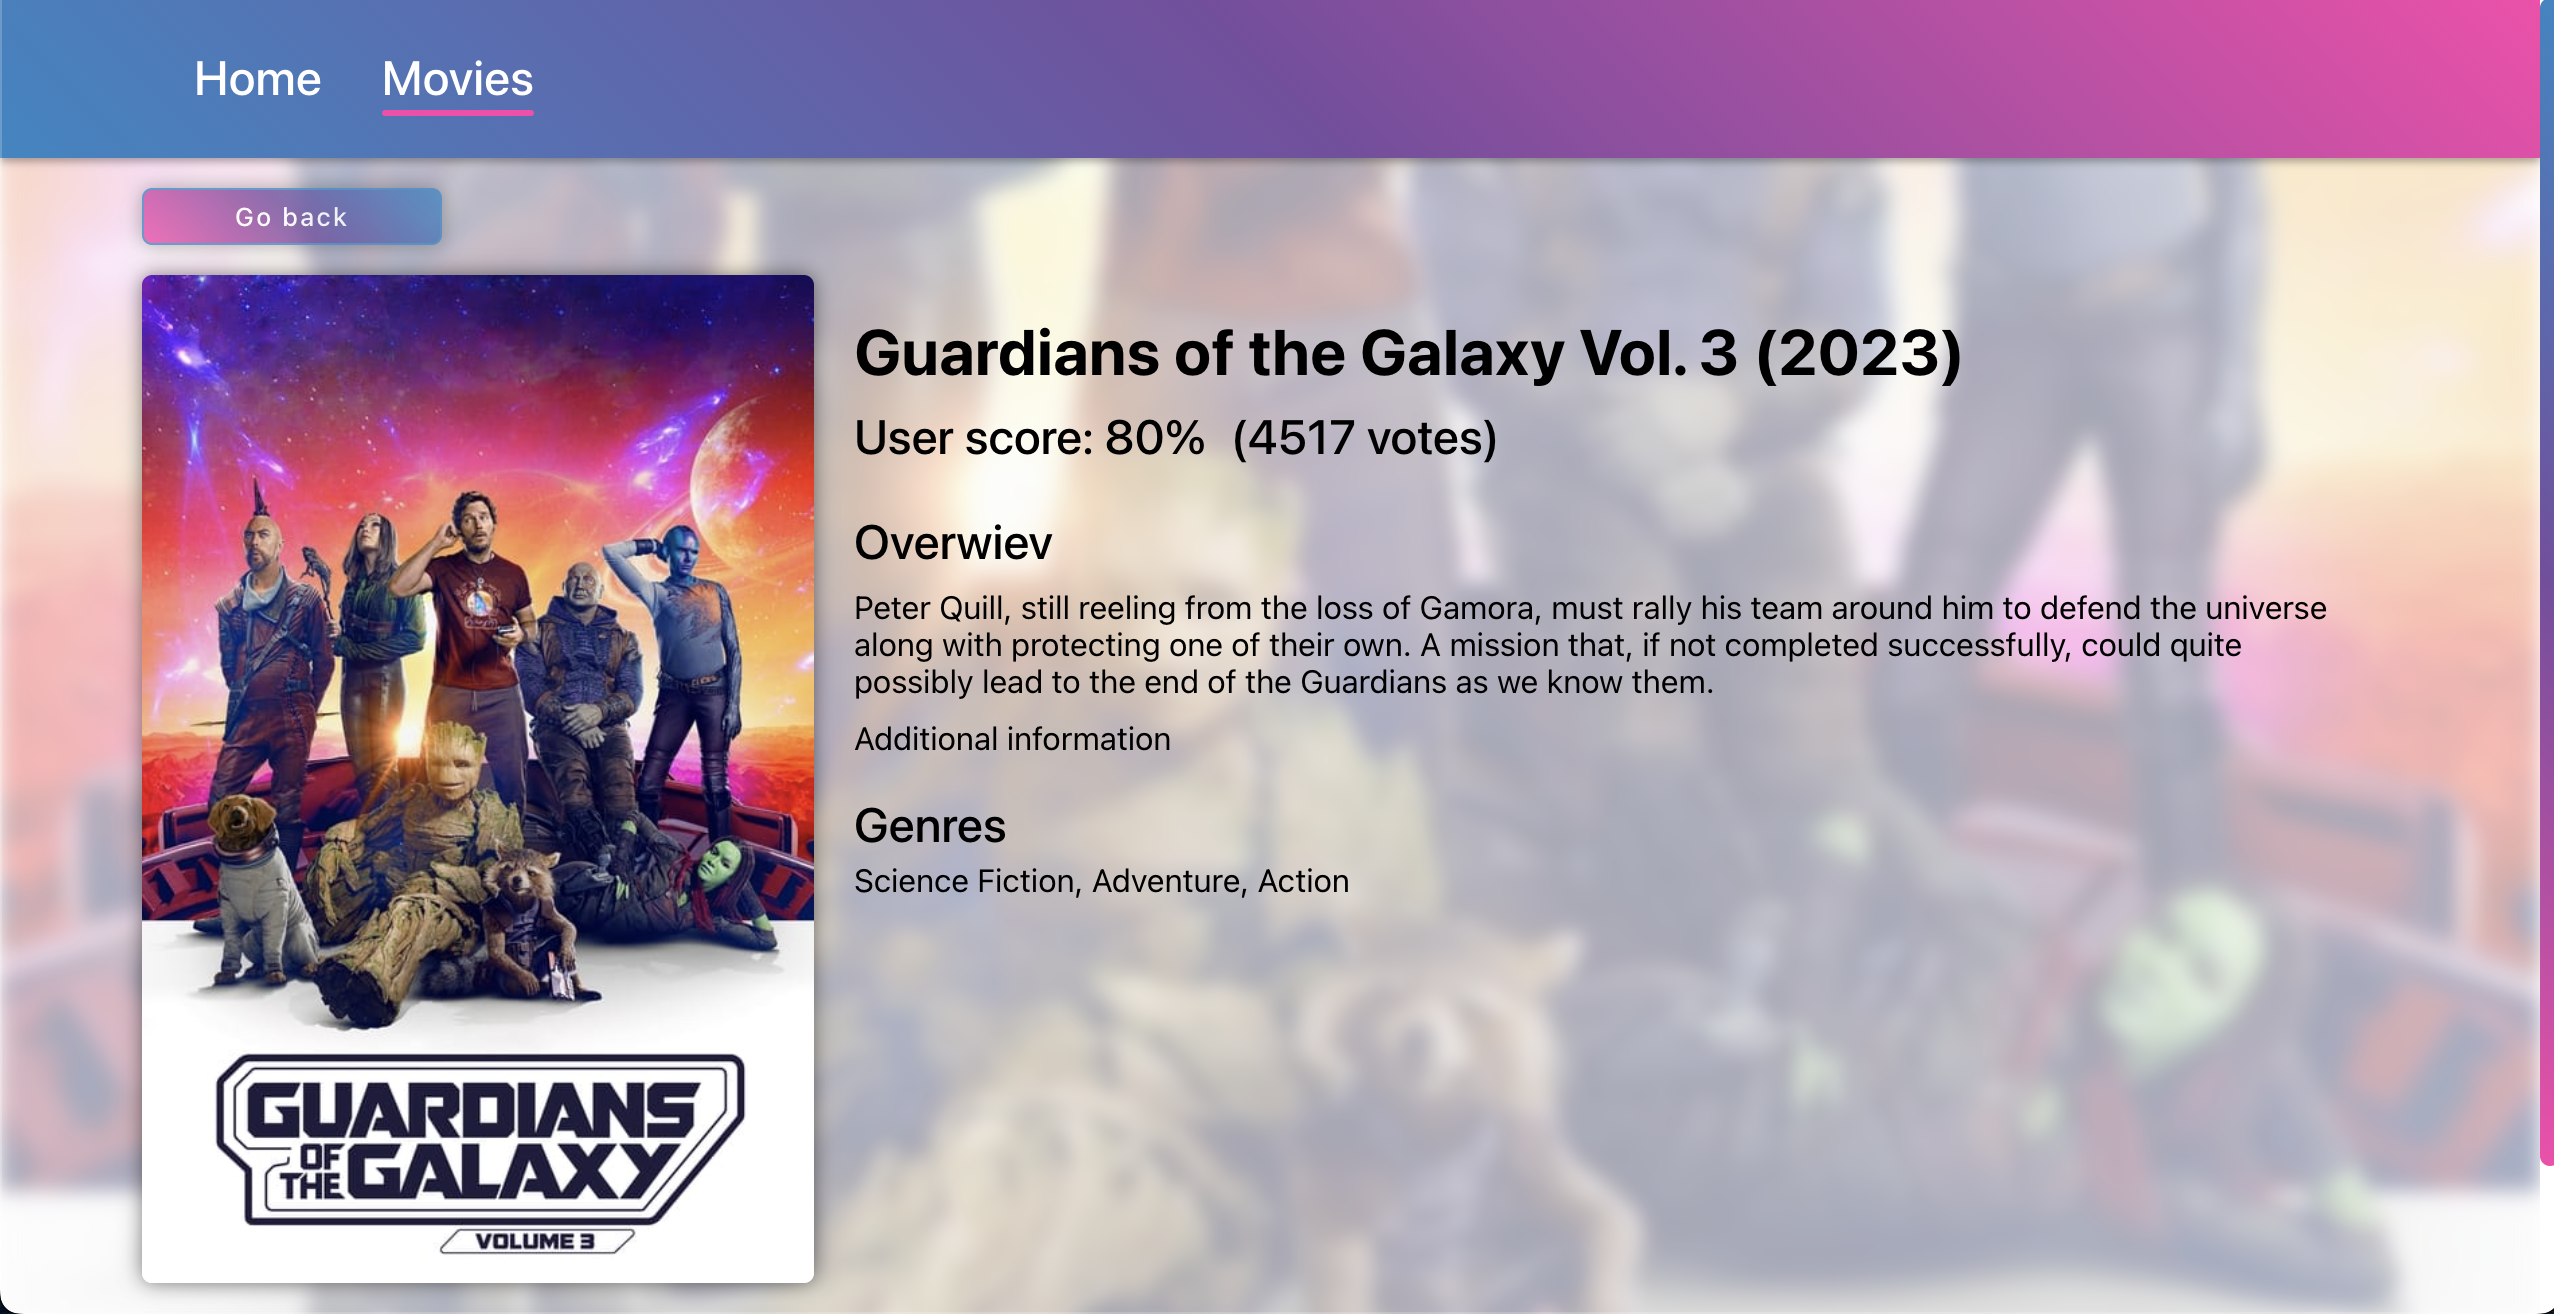 Home Movies
Go back
Guardians of the Galaxy Vol. 3 (2023)
User score: 80% (4517 votes)
Overwiev
Peter Quill, still reeling from the loss of Gamora, must rally his team around him to defend the universe
along with protecting one of their own. A mission that, if not completed successfully, could quite
possibly lead to the end of the Guardians as we know them.
Additional information
Genres
Science Fiction, Adventure, Action
GUARDIANS
OF
THE GALAXY
VOLUME 3